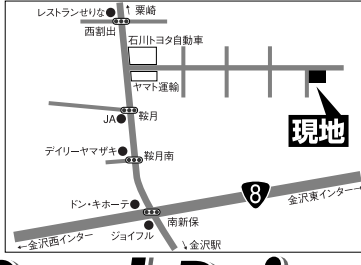 レストランせりな
↑ 粟崎
西割出
石川トヨタ自動車
ヤマト運輸
現地
JA
鞍月
デイリーヤマザキ
鞍月南
8
金沢東インター→
ドン・キホーテ
南新保
←金沢西インター
ジョイフル
↘金沢駅